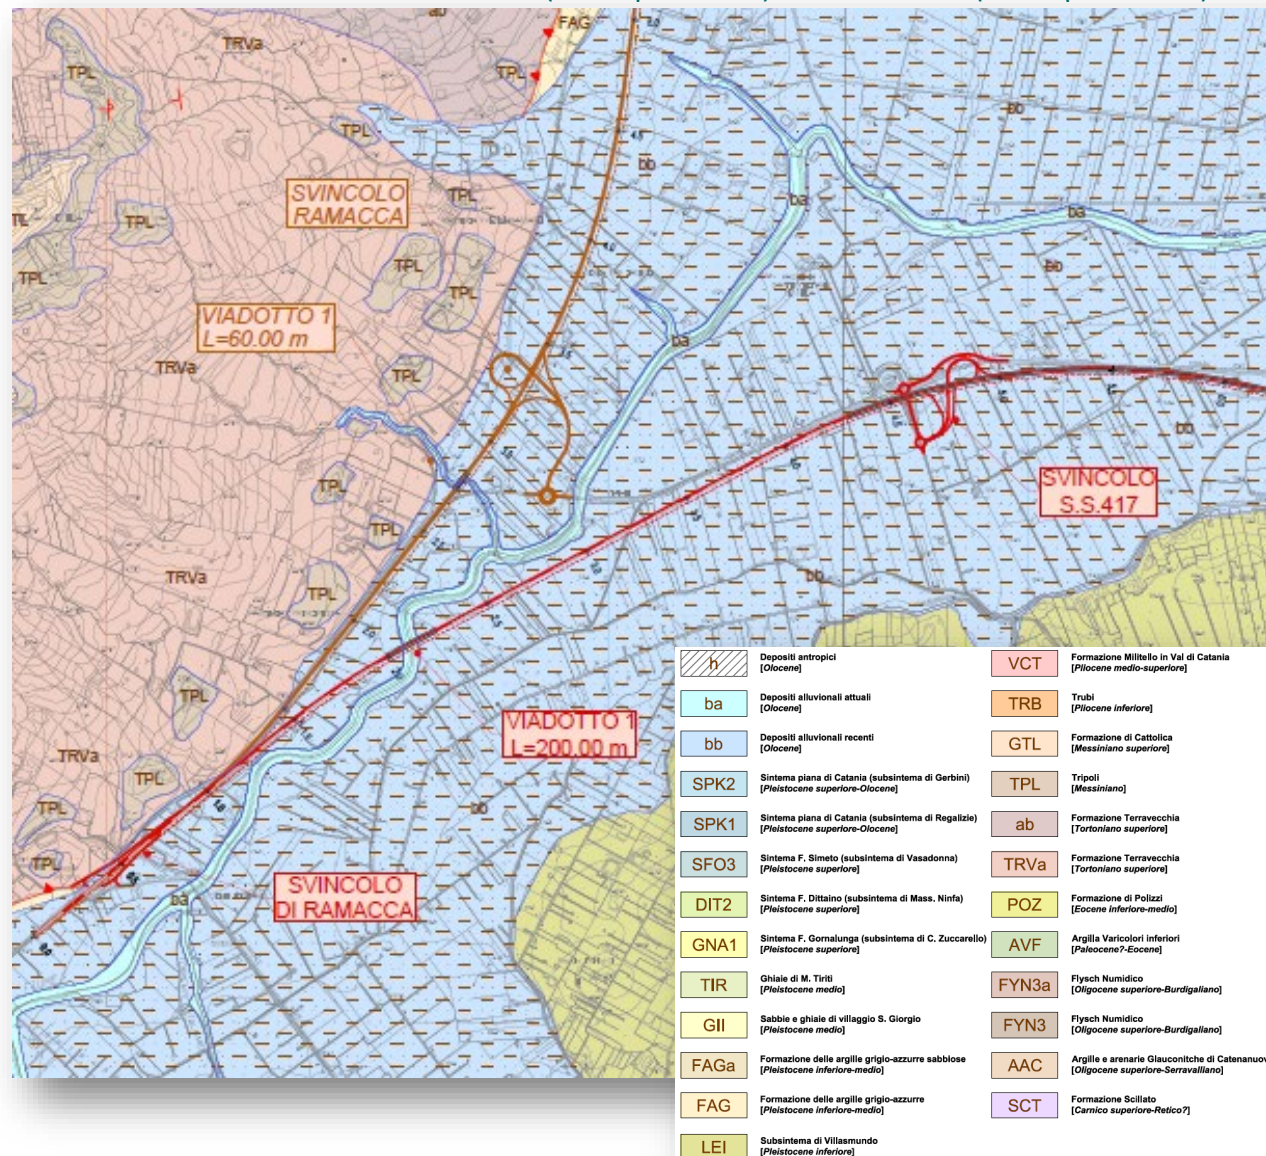 FAG
TRVa
TPL
TPL
bb
TPL
bb
SVINCOLO
RAMACCA
TPL
ba
ba
TPL
TPL
TPL
bb
TPL
VIADOTTO 1
L=60.00 m
ba
TRVa
TPL
bb
SVINCOLO
S.S.417
TPL
TPL
TRVa
bb
TPL
TPL
VIADOTTO 1
L=200.00 m
TRVa
TPL
TPL
bb
TPL
SVINCOLO
DI RAMACCA
ba
h
Depositi antropici
[Olocene]
ba
Depositi alluvionali attuali
[Olocene]
bb
Depositi alluvionali recenti
[Olocene]
SPK2
Sintema piana di Catania (subsintema di Gerbini)
[Pleistocene superiore-Olocene]
SPK1
Sintema piana di Catania (subsintema di Regalizie)
[Pleistocene superiore-Olocene]
SFO3
Sintema F. Simeto (subsintema di Vasadonna)
[Pleistocene superiore]
DIT2
Sintema F. Dittaino (subsintema di Mass. Ninfa)
[Pleistocene superiore]
GNA1
Sintema F. Gornalunga (subsintema di C. Zuccarello)
[Pleistocene superiore]
TIR
Ghiaie di M. Tiritì
[Pleistocene medio]
GII
Sabbie e ghiaie di villaggio S. Giorgio
[Pleistocene medio]
FAGa
Formazione delle argille grigio-azzurre sabbiose
[Pleistocene inferiore-medio]
FAG
Formazione delle argille grigio-azzurre
[Pleistocene inferiore-medio]
LEI
Subsintema di Villasmundo
[Pleistocene inferiore]
VCT
Formazione Militello in Val di Catania
[Pliocene medio-superiore]
TRB
Trubi
[Pliocene inferiore]
GTL
Formazione di Cattolica
[Messiniano superiore]
TPL
Tripoli
[Messiniano]
ab
Formazione Terravecchia
[Tortoniano superiore]
TRVa
Formazione Terravecchia
[Tortoniano superiore]
POZ
Formazione di Polizzi
[Eocene inferiore-medio]
AVF
Argilla Varicolori inferiori
[Paleocene?-Eocene]
FYN3a
Flysch Numidico
[Oligocene superiore-Burdigaliano]
FYN3
Flysch Numidico
[Oligocene superiore-Burdigaliano]
AAC
Argille e arenarie Glauconitche di Catenanuov
[Oligocene superiore-Serravalliano]
SCT
Formazione Scillato
[Carnico superiore-Retico?]